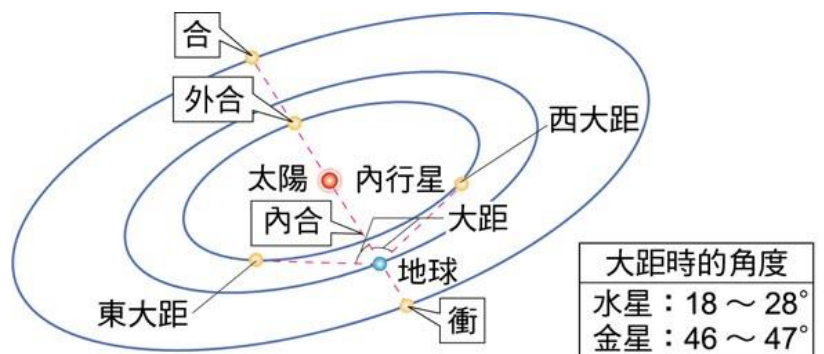 合
外合
西大距
太陽
內行星
內合
大距
地球
東大距
衝
大距時的角度
水星：18～28°
金星：46～47°